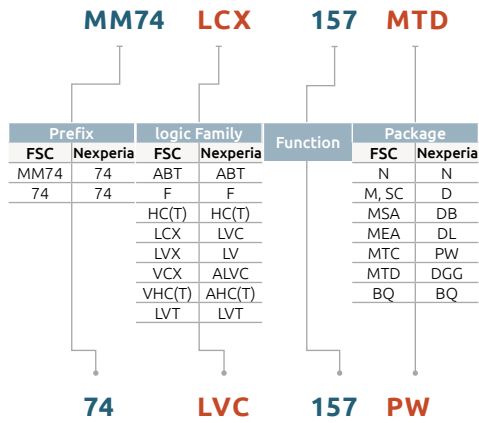 MM74 LCX 157 MTD
Prefix logic Family Function Package
FSC Nexperia FSC Nexperia FSC Nexperia
MM74 74 ABT ABT N N
74 74 F F M, SC D
HC(T) HC(T) MSA DB
LCX LVC MEA DL
LVX LV MTC PW
VCX ALVC MTD DGG
VHC(T) AHC(T) BQ BQ
LVT LVT
74 LVC 157 PW